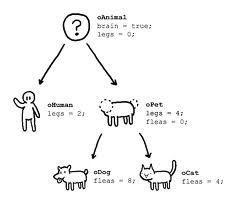 ?
oAnimal
brain = true;
legs = 0;
oHuman
legs = 2;
oPet
legs = 4;
fleas = 0;
oDog
fleas = 8;
oCat
fleas = 4;